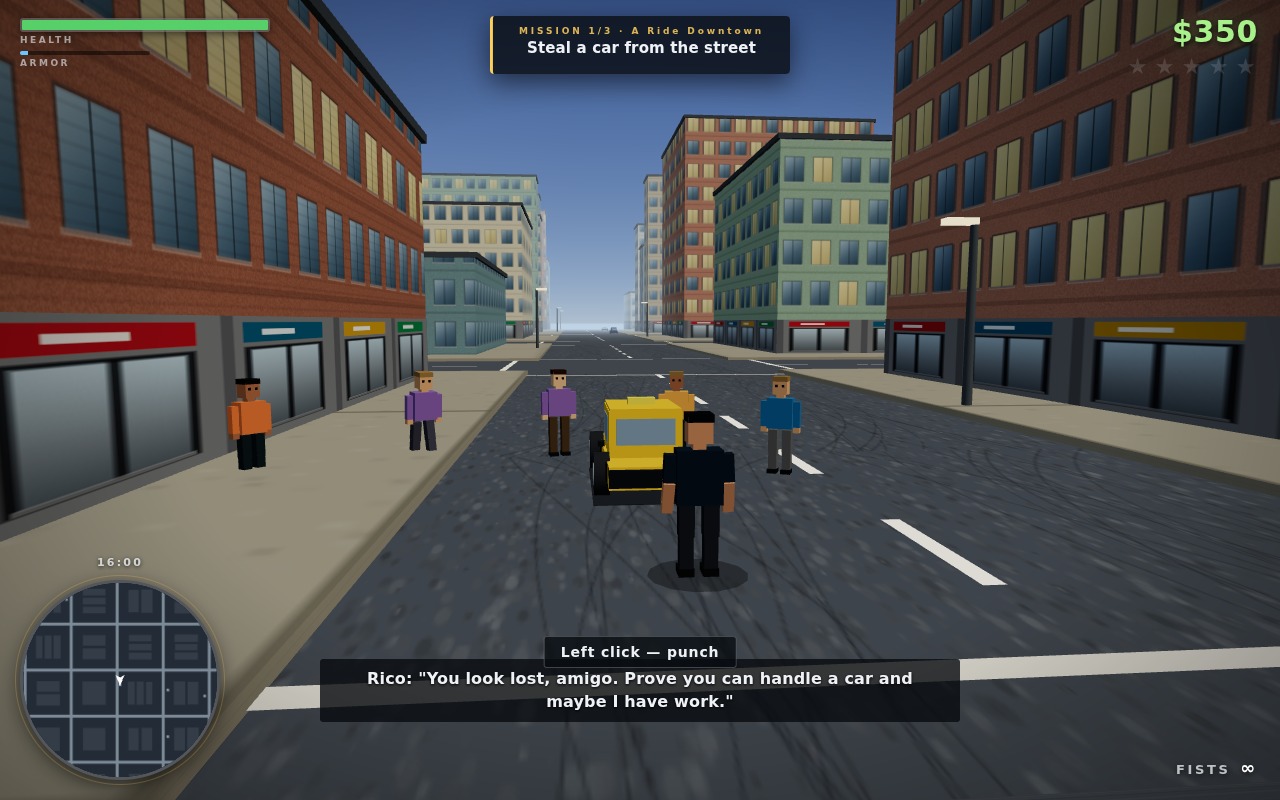 HEALTH
ARMOR
MISSION 1/3 · A Ride Downtown
Steal a car from the street
$350
16:00
Left click — punch
Rico: "You look lost, amigo. Prove you can handle a car and
maybe I have work."
FISTS ∞